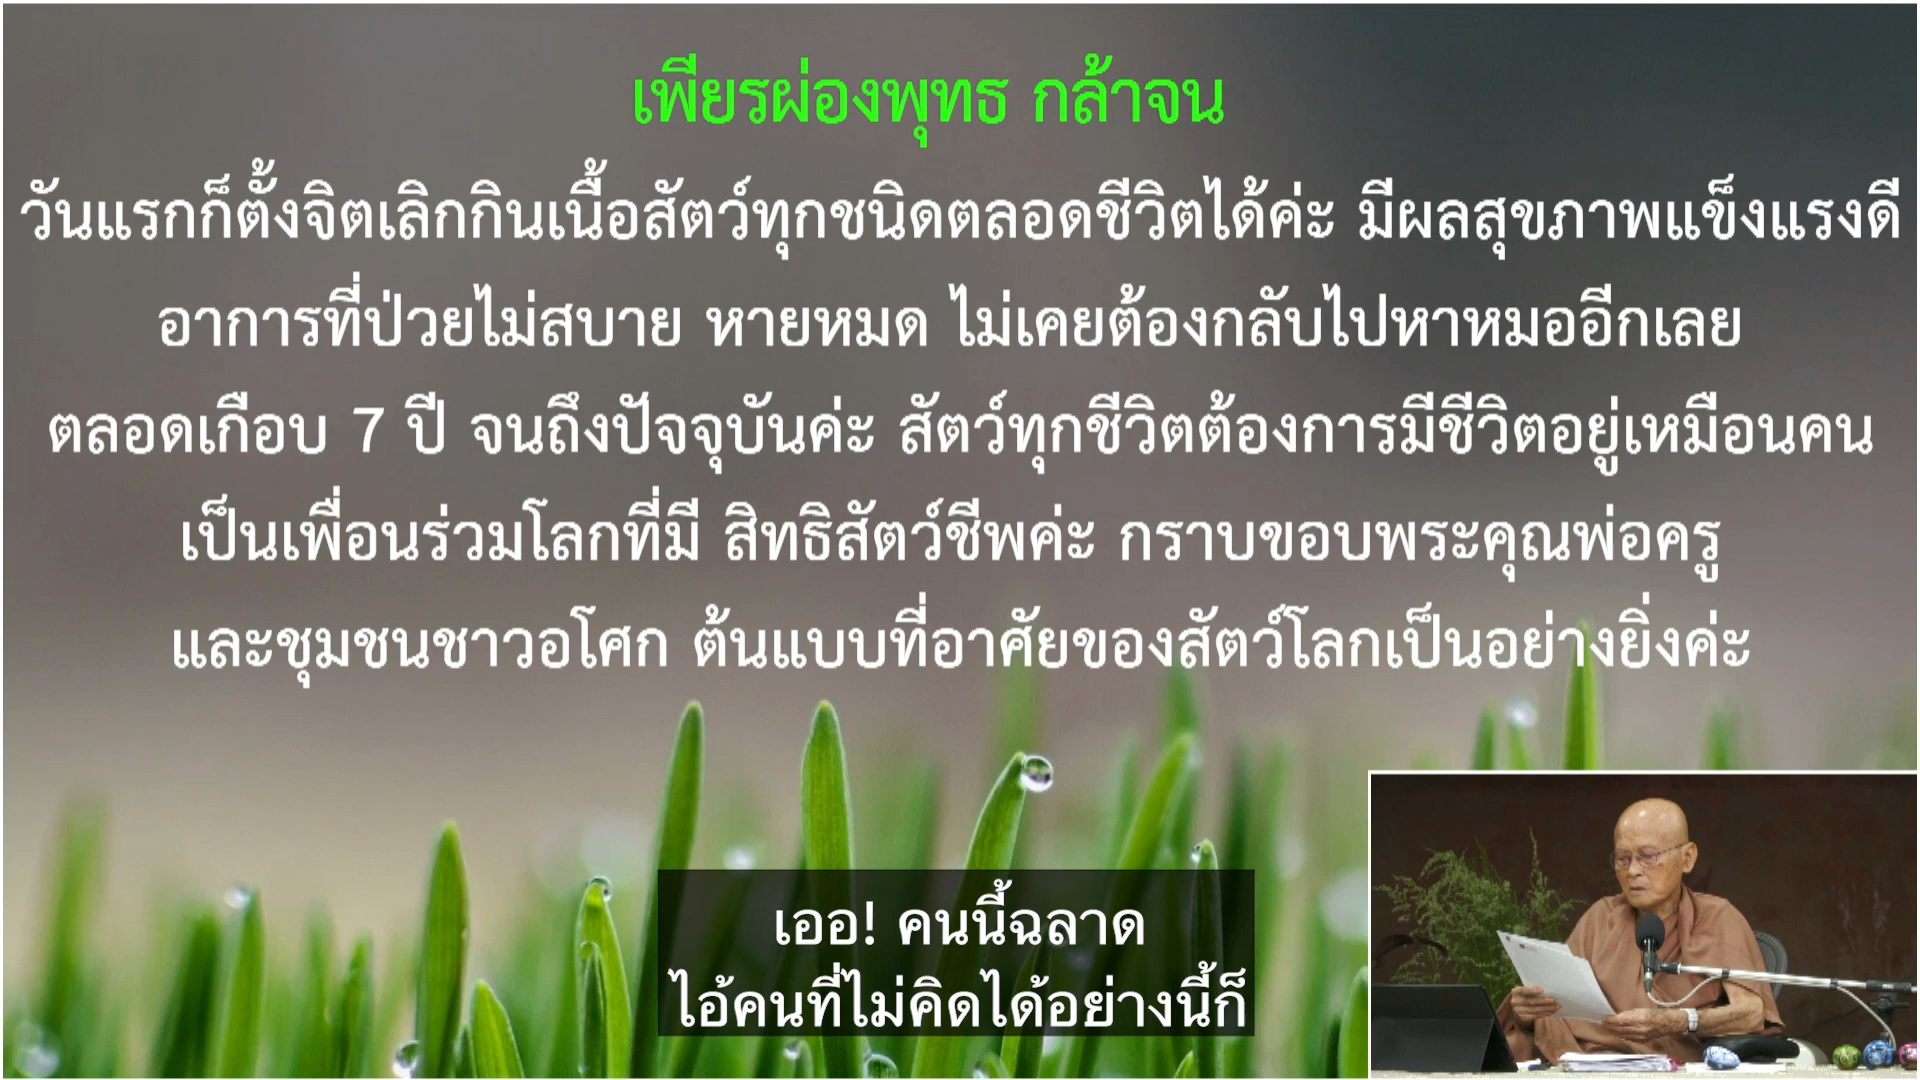 เพียรผ่องพุทธ กล้าจน
วันแรกก็ตั้งจิตเลิกกินเนื้อสัตว์ทุกชนิดตลอดชีวิตได้ค่ะ มีผลสุขภาพแข็งแรงดี
อาการที่ป่วยไม่สบาย หายหมด ไม่เคยต้องกลับไปหาหมออีกเลย
ตลอดเกือบ 7 ปี จนถึงปัจจุบันค่ะ สัตว์ทุกชีวิตต้องการมีชีวิตอยู่เหมือนคน
เป็นเพื่อนร่วมโลกที่มี สิทธิสัตว์ชีพค่ะ กราบขอบพระคุณพ่อครู
และชุมชนชาวอโศก ต้นแบบที่อาศัยของสัตว์โลกเป็นอย่างยิ่งค่ะ
เออ! คนนี้ฉลาด
ไอ้คนที่ไม่คิดได้อย่างนี้ก็